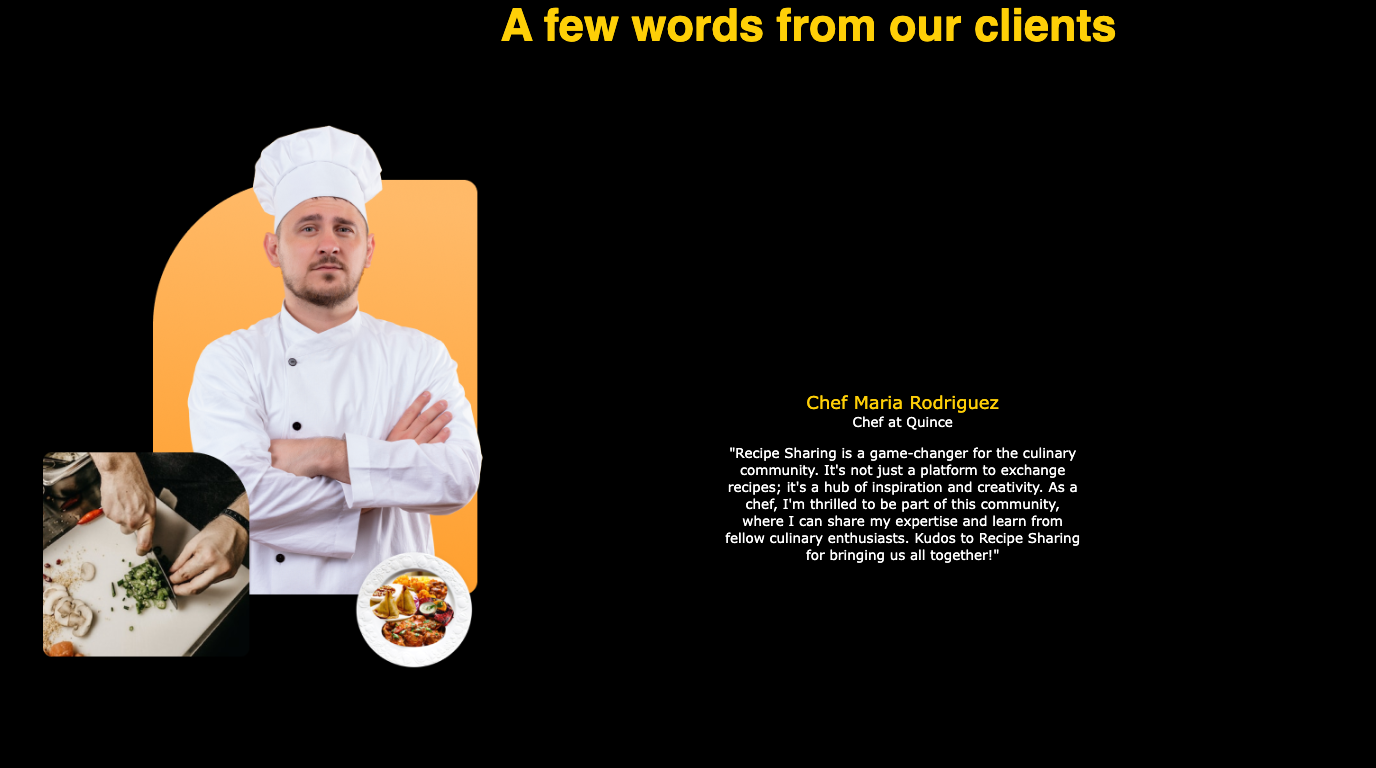 A few words from our clients
Chef Maria Rodriguez
Chef at Quince
"Recipe Sharing is a game-changer for the culinary
community. It's not just a platform to exchange
recipes; it's a hub of inspiration and creativity. As a
chef, I'm thrilled to be part of this community,
where I can share my expertise and learn from
fellow culinary enthusiasts. Kudos to Recipe Sharing
for bringing us all together!"